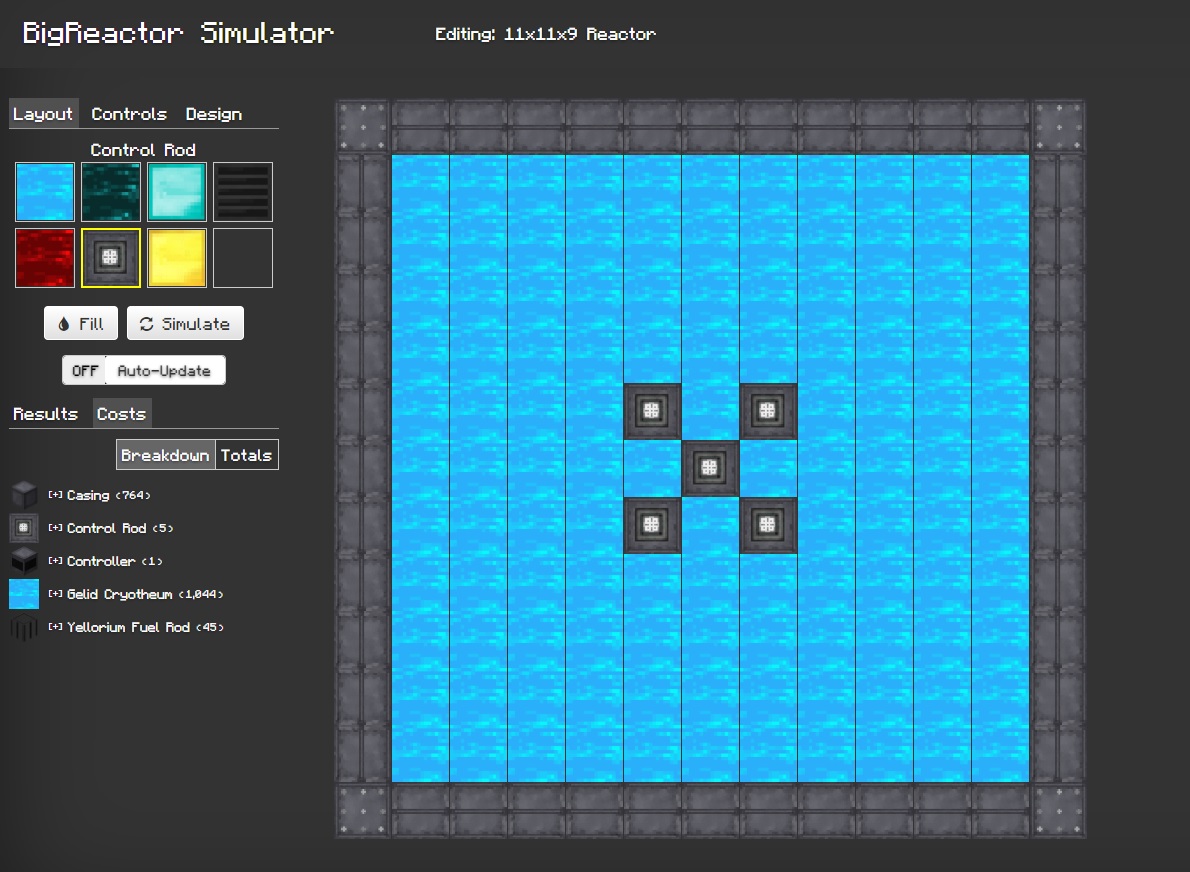 BigReactor Simulator
Editing: 11x11x9 Reactor
Layout Controls Design
Control Rod
Fill Simulate
OFF Auto-Update
Results Costs
Breakdown Totals
[+] Casing (764)
[+] Control Rod (5)
[+] Controller (1)
[+] Gelid Cryotheum (1,044)
[+] Yellorium Fuel Rod (45)